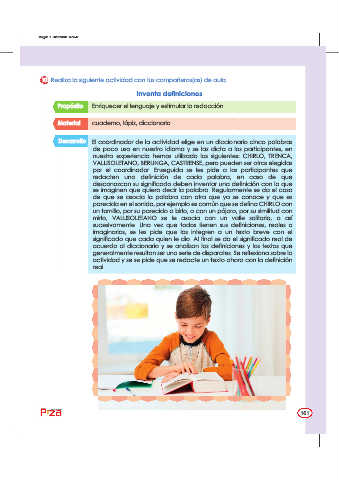 Realiza la siguiente actividad con tus compañeros(as) de aula.
Inventa definiciones
Propósito
Enriquecer el lenguaje y estimular la redacción
Material
cuaderno, lápiz, diccionario
Desarrollo
El coordinador de la actividad elige en un diccionario cinco palabras
de poco uso en nuestro idioma y se las dicta a los participantes, en
nuestra experiencia hemos utilizado las siguientes: CHIRLO, TRENCA,
VALLISOLETANO, BERLINGA, CASTRENSE, pero pueden ser otras elegidas
por el coordinador. Enseguida se les pide a los participantes que
redacten una definición de cada palabra, en caso de que
desconozcan su significado deben inventar una definición con lo que
se imaginen que quiera decir la palabra. Regularmente se da el caso
de que se asocia la palabra con otra que ya se conoce y que es
parecida en el sonido, por ejemplo es común que se defina CHIRLO con
un tornillo, por su parecido a birlo, o con un pájaro, por su similitud con
mirlo, VALLISOLETANO se le asocia con un valle solitario, o así
sucesivamente. Una vez que todos tienen sus definiciones, reales o
imaginarias, se les pide que las integren a un texto breve con el
significado que cada quien le dio. Al final se da el significado real de
acuerdo al diccionario y se analizan las definiciones y los textos que
generalmente resultan ser una serie de disparates. Se reflexiona sobre la
actividad y se se pide que se redacte un texto ahora con la definición
real.
161